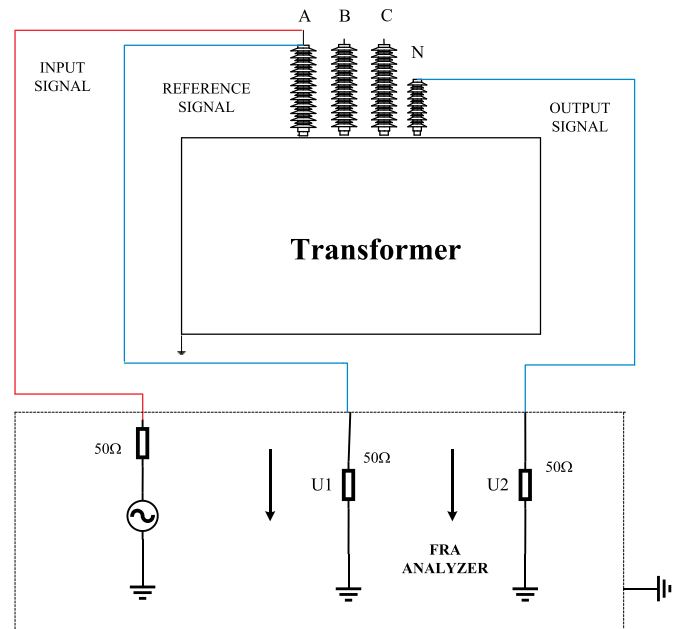 A B C
N
INPUT
SIGNAL
REFERENCE
SIGNAL
OUTPUT
SIGNAL
Transformer
50Ω
50Ω
50Ω
U1
U2
FRA
ANALYZER